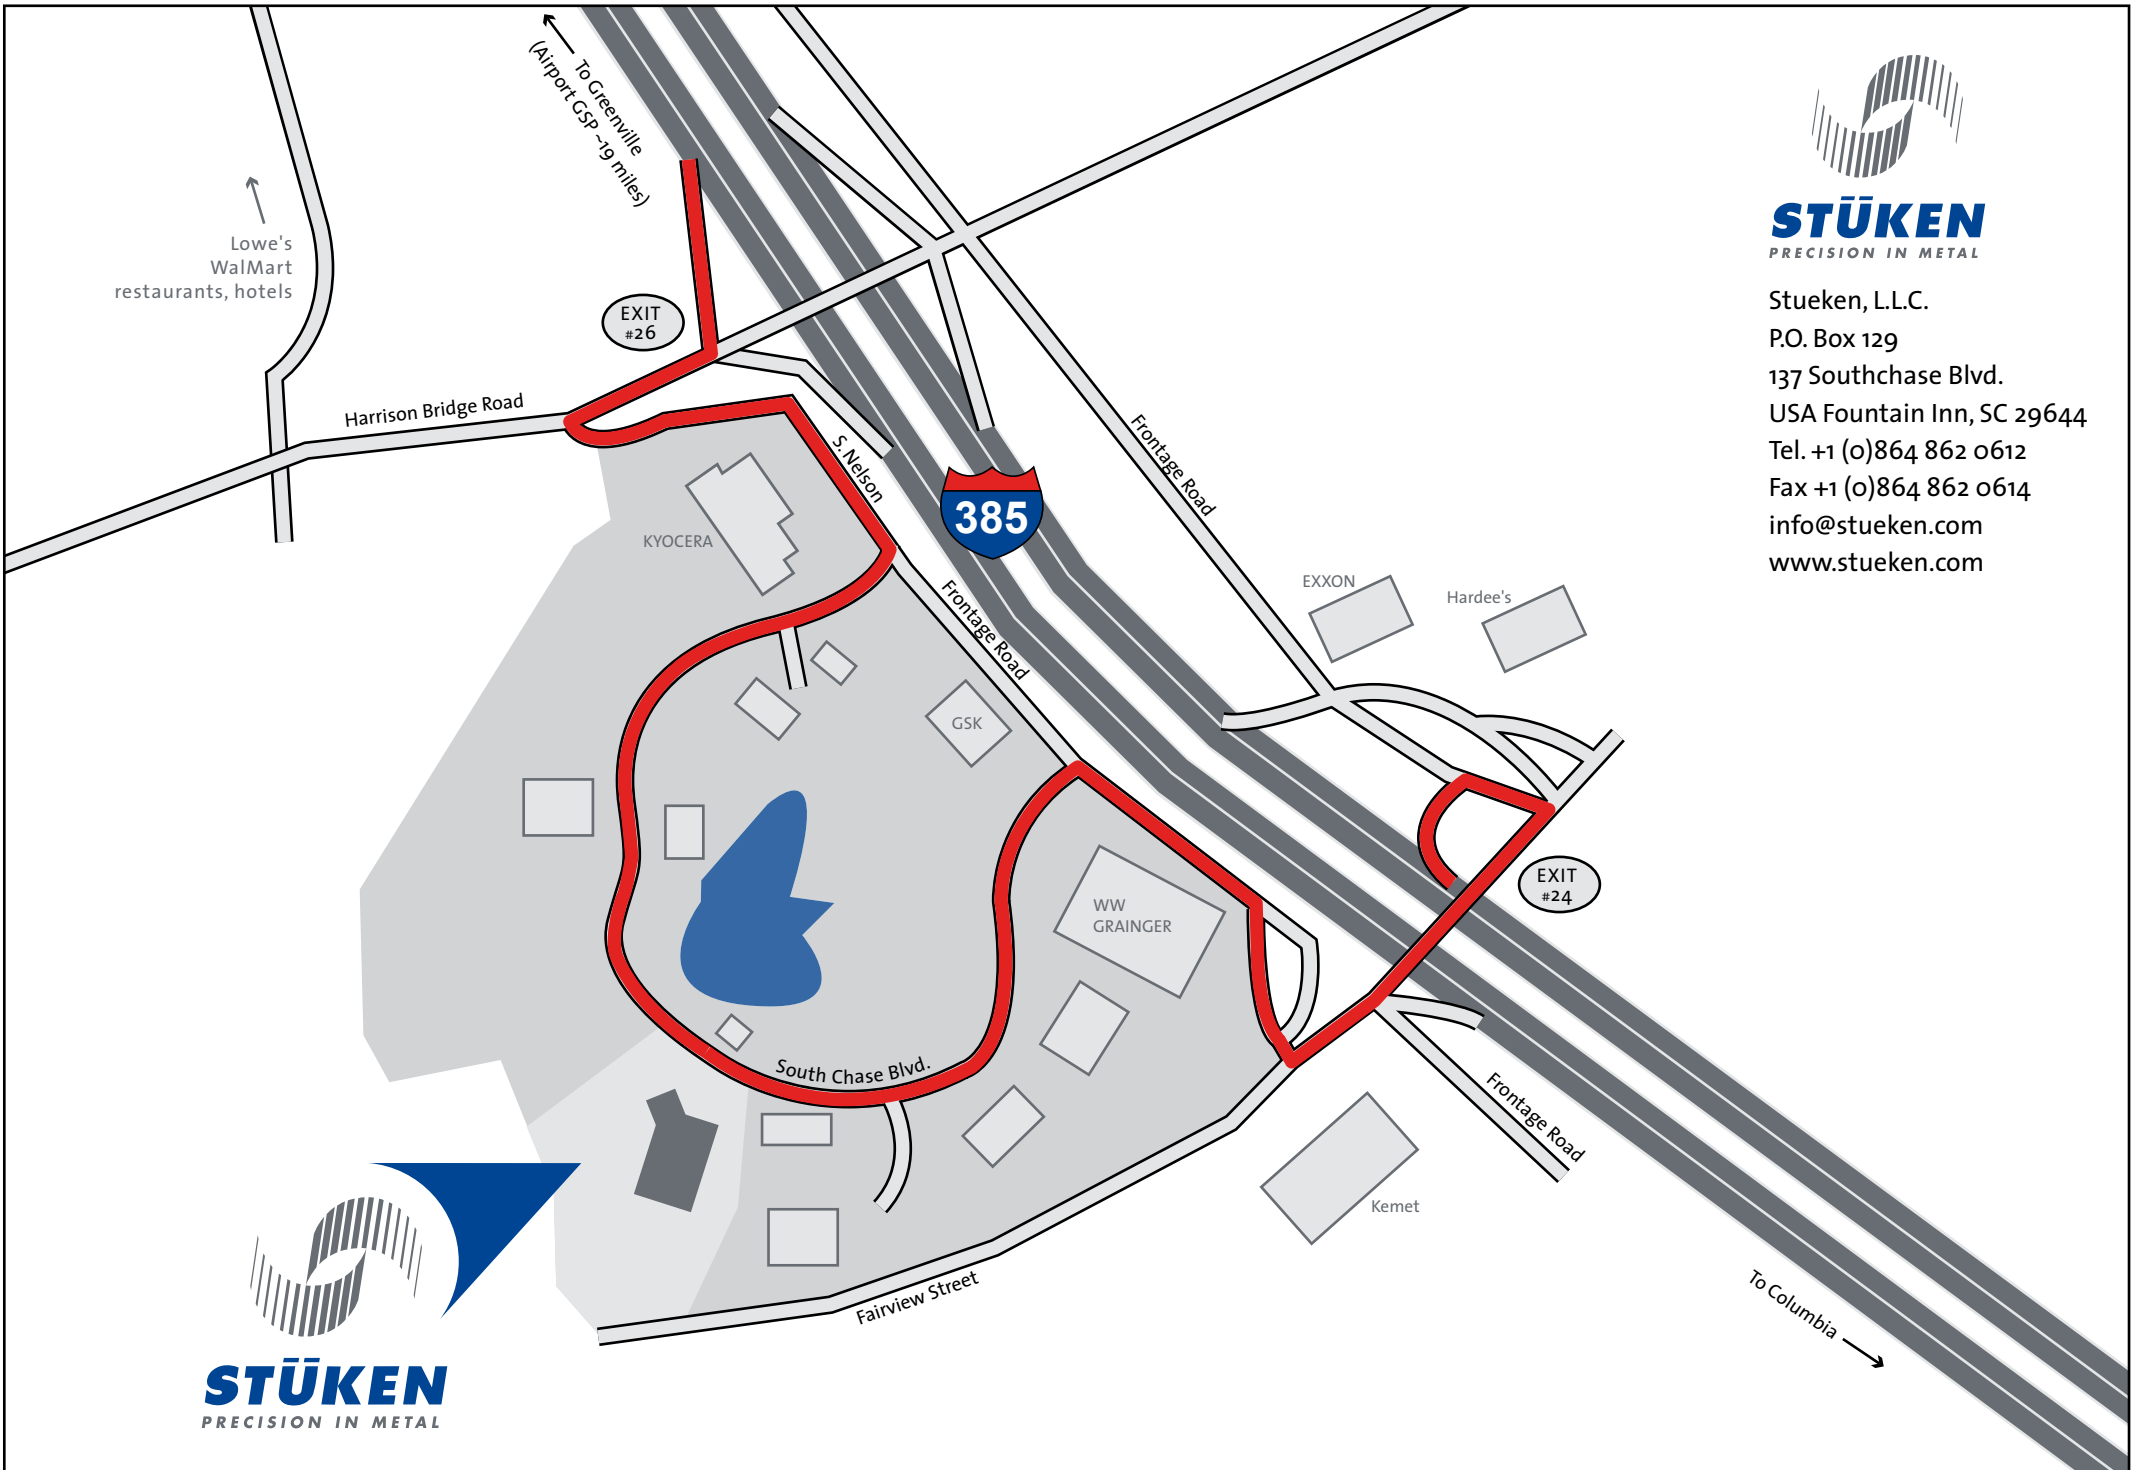 To Greenville
(Airport GSP ~19 miles)
Lowe's
WalMart
restaurants, hotels
EXIT
#26
Harrison Bridge Road
S. Nelson
KYOCERA
385
Frontage Road
Frontage Road
EXXON
Hardee's
GSK
WW
GRAINGER
EXIT
#24
South Chase Blvd.
Frontage Road
Kemet
Fairview Street
To Columbia
STÜKEN
PRECISION IN METAL
Stueken, L.L.C.
P.O. Box 129
137 Southchase Blvd.
USA Fountain Inn, SC 29644
Tel. +1 (0)864 862 0612
Fax +1 (0)864 862 0614
info@stueken.com
www.stueken.com
STÜKEN
PRECISION IN METAL